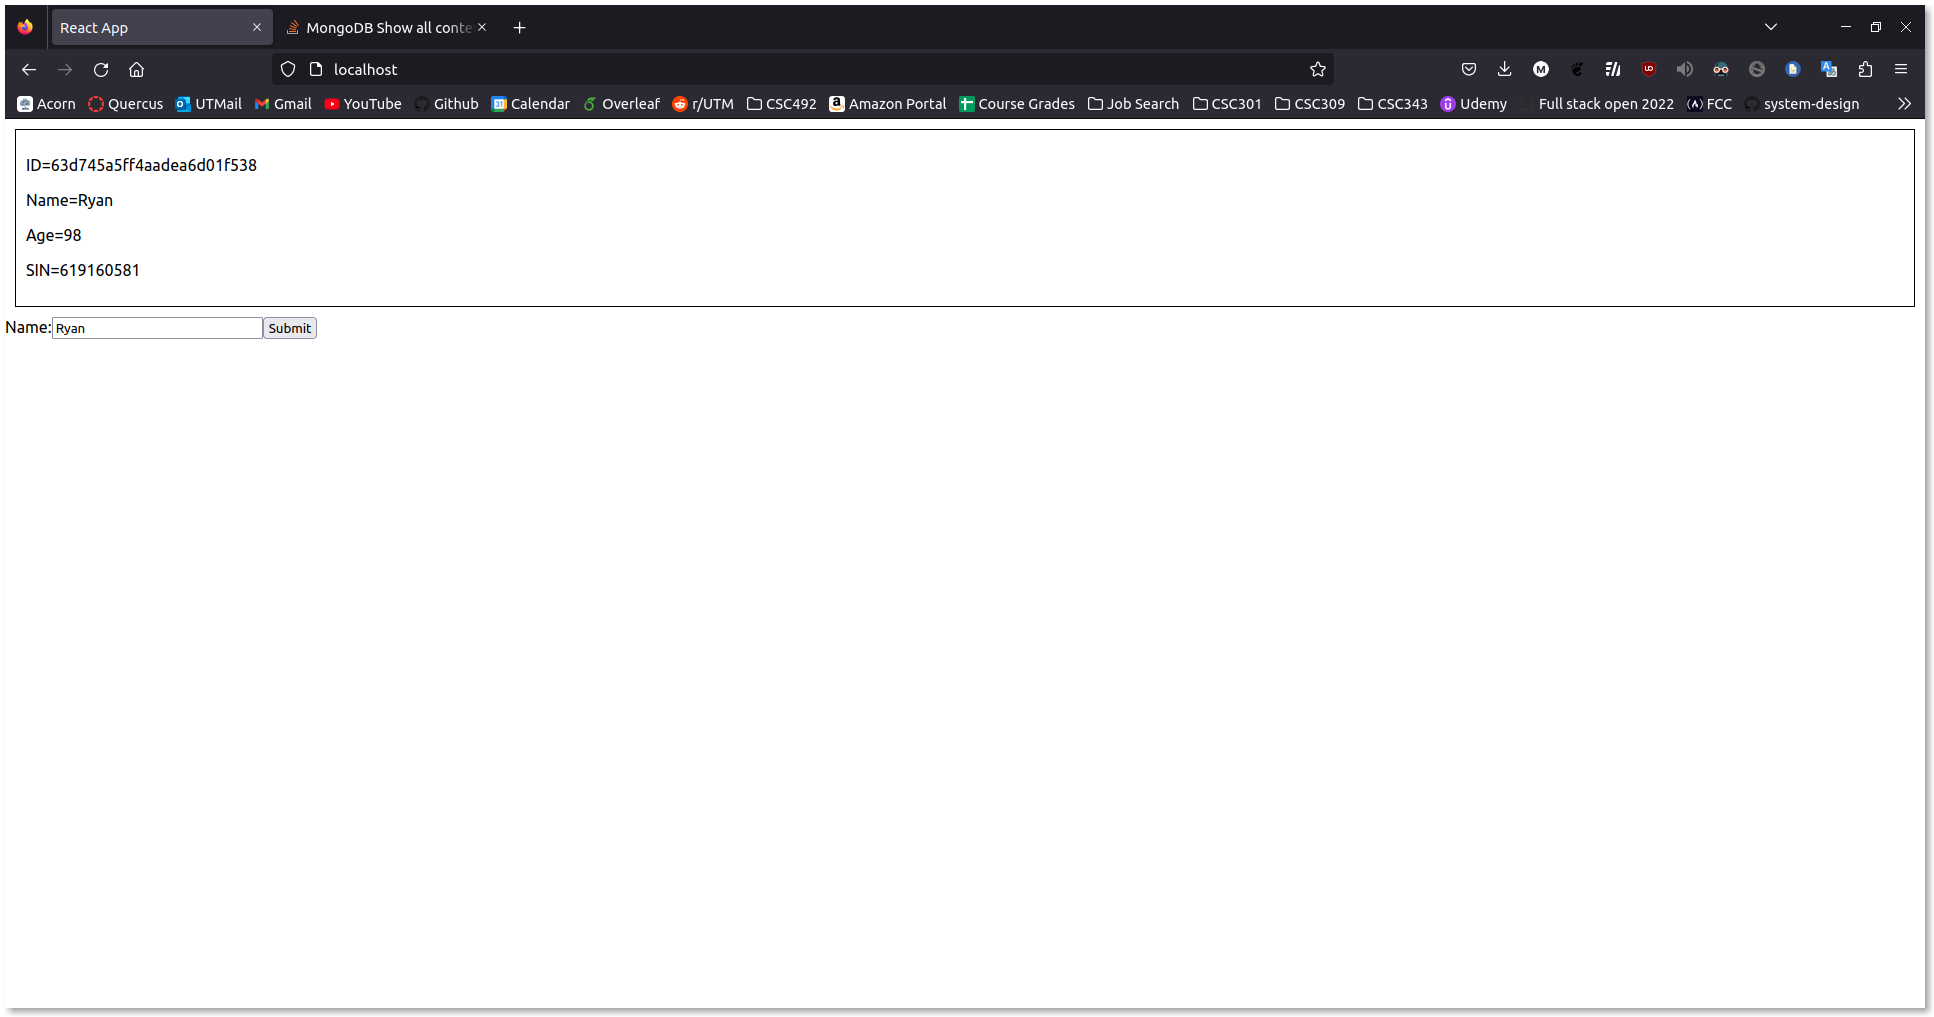 React App
MongoDB Show all conte
localhost
Acorn Quercus UTMail Gmail YouTube Github Calendar Overleaf r/UTM CSC492 Amazon Portal Course Grades Job Search CSC301 CSC309 CSC343 Udemy Full stack open 2022 FCC system-design
ID=63d745a5ff4aadea6d01f538
Name=Ryan
Age=98
SIN=619160581
Name: Ryan Submit